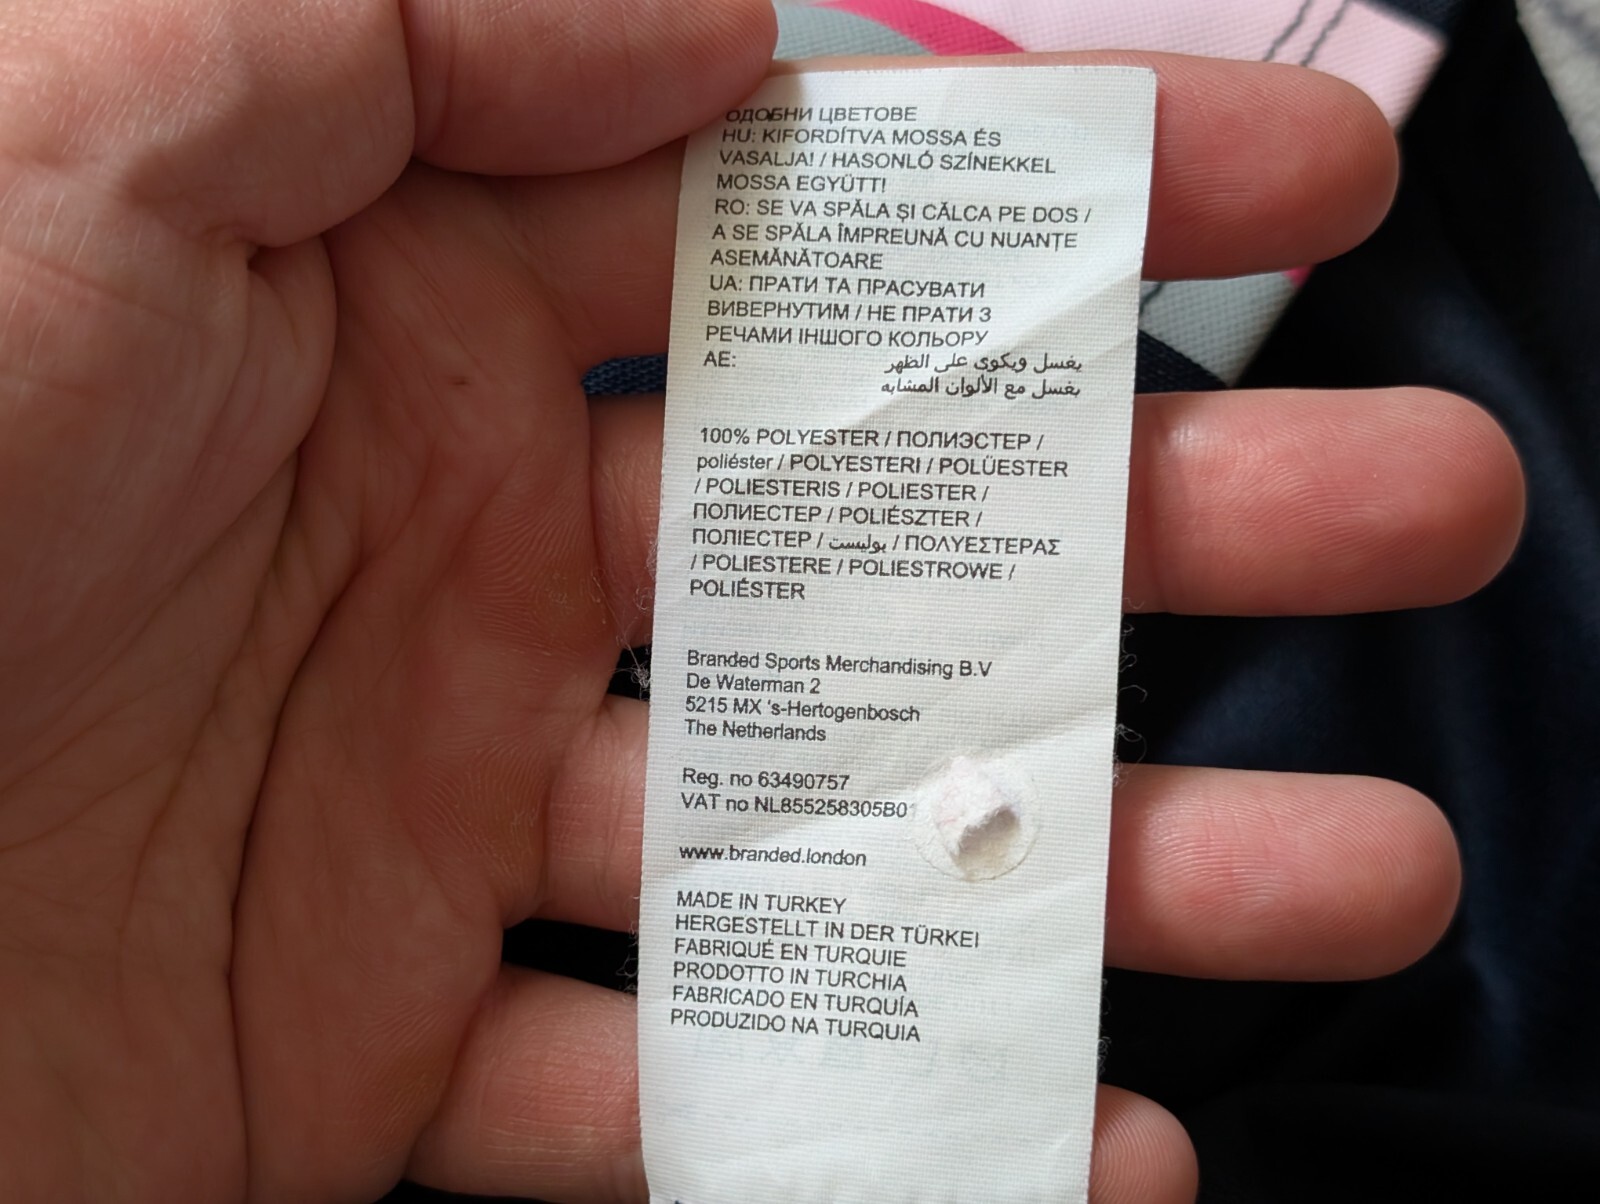 ОДОБНИ ЦВЕТОВЕ
HU: KIFORDÍTVA MOSSA ÉS
VASALJA! / HASONLÓ SZÍNEKKEL
MOSSA EGYÜTT!
RO: SE VA SPĂLA ȘI CĂLCA PE DOS /
A SE SPĂLA ÎMPREUNĂ CU NUANȚE
ASEMĂNĂTOARE
UA: ПРАТИ ТА ПРАСУВАТИ
ВИВЕРНУТИМ / НЕ ПРАТИ З
РЕЧАМИ ІНШОГО КОЛЬОРУ
AE: يغسل ويكوى على الظهر
يغسل مع الألوان المشابه
100% POLYESTER / ПОЛИЭСТЕР /
poliéster / POLYESTERI / POLÜESTER
/ POLIESTERIS / POLIESTER /
ПОЛИЕСТЕР / POLIÉSZTER /
ПОЛІЕСТЕР / بوليست / ΠΟΛΥΕΣΤΕΡΑΣ
/ POLIESTERE / POLIESTROWE /
POLIÉSTER
Branded Sports Merchandising B.V
De Waterman 2
5215 MX 's-Hertogenbosch
The Netherlands
Reg. no 63490757
VAT no NL855258305B01
www.branded.london
MADE IN TURKEY
HERGESTELLT IN DER TÜRKEI
FABRIQUÉ EN TURQUIE
PRODOTTO IN TURCHIA
FABRICADO EN TURQUÍA
PRODUZIDO NA TURQUIA